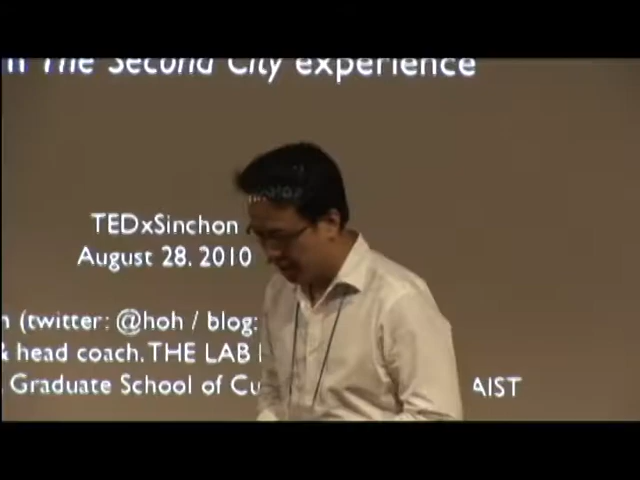 The Second City experience
TEDxSinchon
August 28. 2010
(twitter: @hoh / blog:
& head coach. THE LAB
Graduate School of
AIST